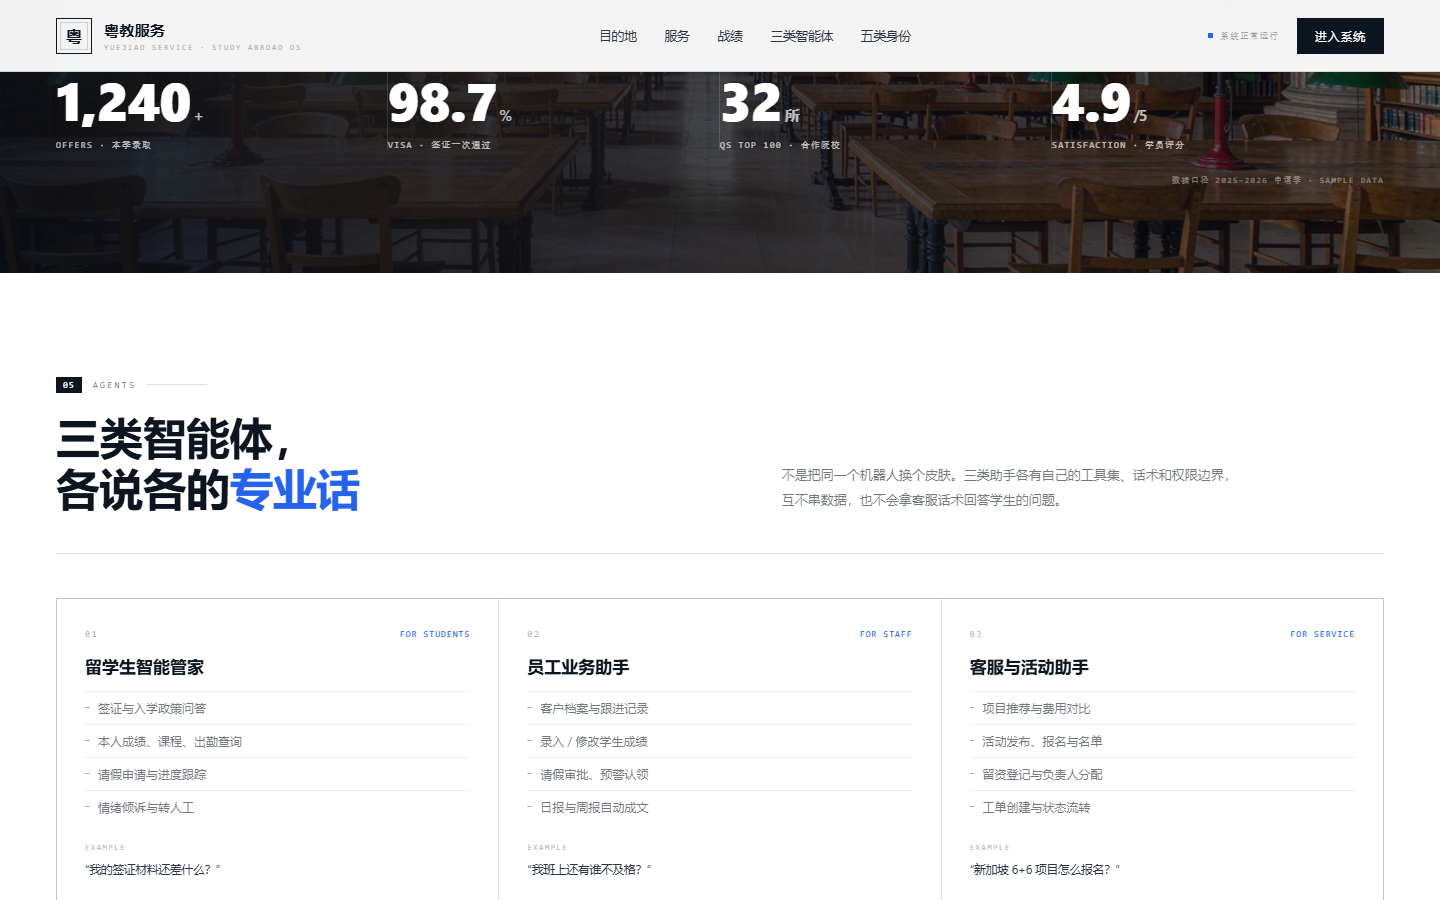 粤
粤教服务
YUEJIAO SERVICE · STUDY ABROAD OS
目的地
服务
战绩
三类智能体
五类身份
系统正常运行
进入系统
1,240+
OFFERS · 本季录取
98.7%
VISA · 签证一次通过
32所
QS TOP 100 · 合作院校
4.9/5
SATISFACTION · 学员评分
数据口径 2025–2026 申请季 · SAMPLE DATA
05 AGENTS
三类智能体，
各说各的专业话
不是把同一个机器人换个皮肤。三类助手各有自己的工具集、话术和权限边界，
互不串数据，也不会拿客服话术回答学生的问题。
01 FOR STUDENTS
留学生智能管家
– 签证与入学政策问答
– 本人成绩、课程、出勤查询
– 请假申请与进度跟踪
– 情绪倾诉与转人工
EXAMPLE
“我的签证材料还差什么？”
02 FOR STAFF
员工业务助手
– 客户档案与跟进记录
– 录入 / 修改学生成绩
– 请假审批、预警认领
– 日报与周报自动成文
EXAMPLE
“我班上还有谁不及格？”
03 FOR SERVICE
客服与活动助手
– 项目推荐与费用对比
– 活动发布、报名与名单
– 留资登记与负责人分配
– 工单创建与状态流转
EXAMPLE
“新加坡 6+6 项目怎么报名？”